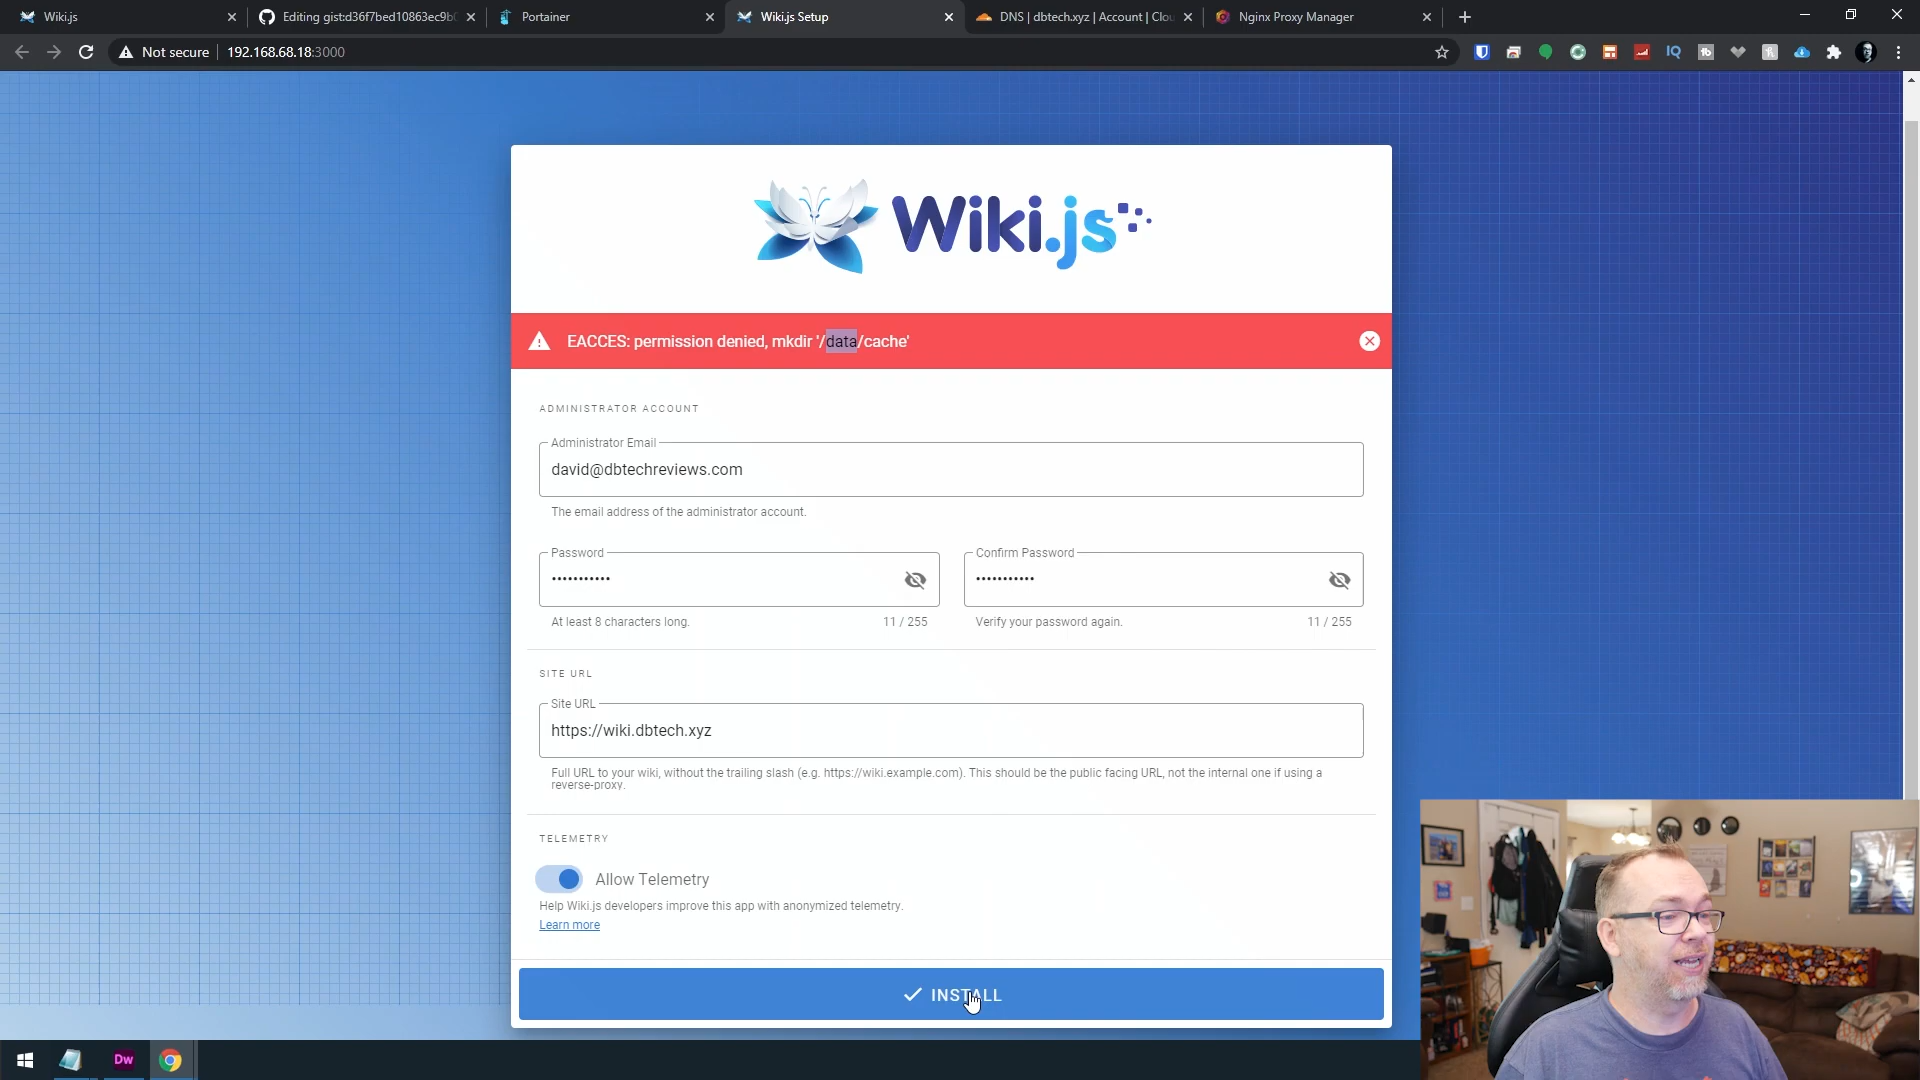 Wiki.js
Editing gist:d36f7bed10863ec9b
Portainer
Wiki.js Setup
DNS | dbtech.xyz | Account | Clou
Nginx Proxy Manager
Not secure
192.168.68.18:3000
IQ
Wiki.js
EACCES: permission denied, mkdir '/data/cache'
ADMINISTRATOR ACCOUNT
Administrator Email
david@dbtechreviews.com
The email address of the administrator account.
Password
Confirm Password
•••••••••••
•••••••••••
At least 8 characters long.
11 / 255
Verify your password again.
11 / 255
SITE URL
Site URL
https://wiki.dbtech.xyz
Full URL to your wiki, without the trailing slash (e.g. https://wiki.example.com). This should be the public facing URL, not the internal one if using a
reverse-proxy.
TELEMETRY
Allow Telemetry
Help Wiki.js developers improve this app with anonymized telemetry.
Learn more
INSTALL
Dw